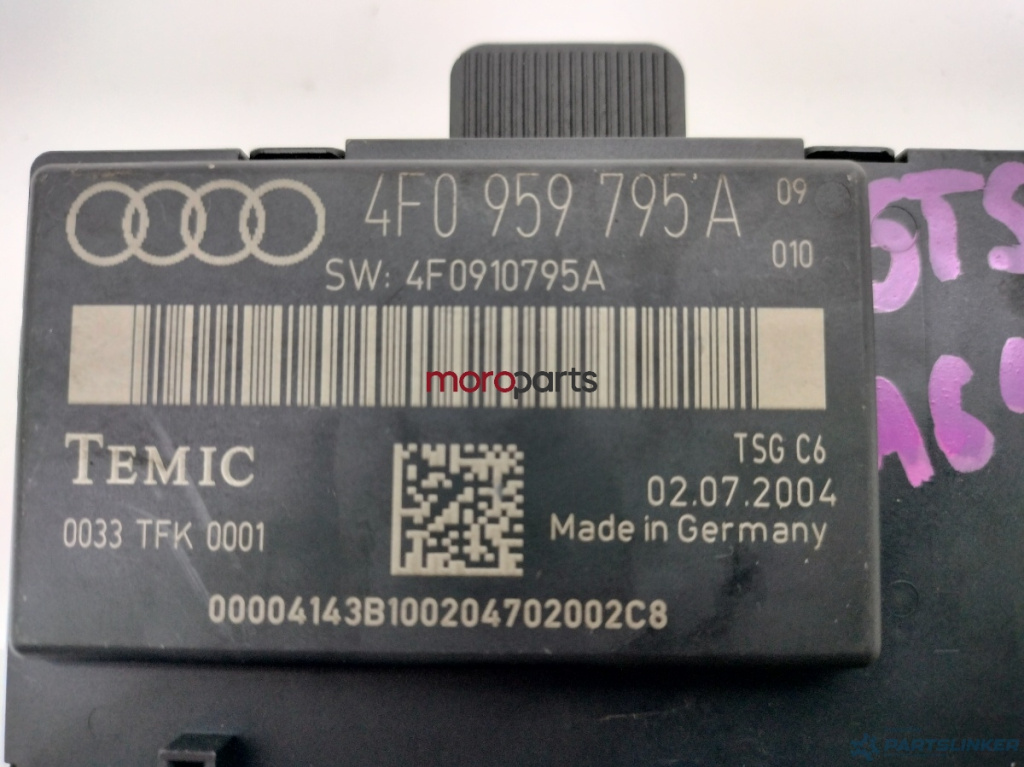 4F0 959 795 A 09
010
SW: 4F0910795A
moroparts
TEMIC
TSG C6
02.07.2004
0033 TFK 0001
Made in Germany
00004143B100204702002C8
PARTSLINKER